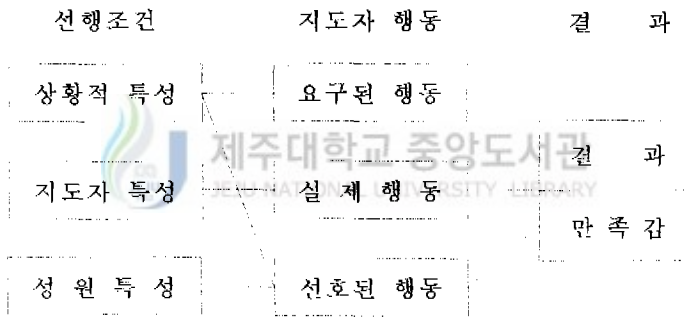 선행조건 지도자 행동 결 과
상황적 특성 요구된 행동
제주대학교 중앙도서관
JEJU NATIONAL UNIVERSITY LIBRARY
결 과
지도자 특성 실 제 행 동
만 족 감
성 원 특 성 선호된 행동